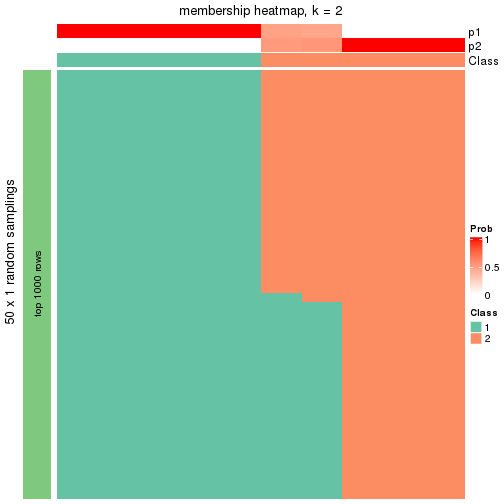 membership heatmap, k = 2
p1
p2
Class
50 x 1 random samplings
top 1000 rows
Prob
1
0.5
0
Class
1
2